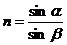 n = sin α / sin β